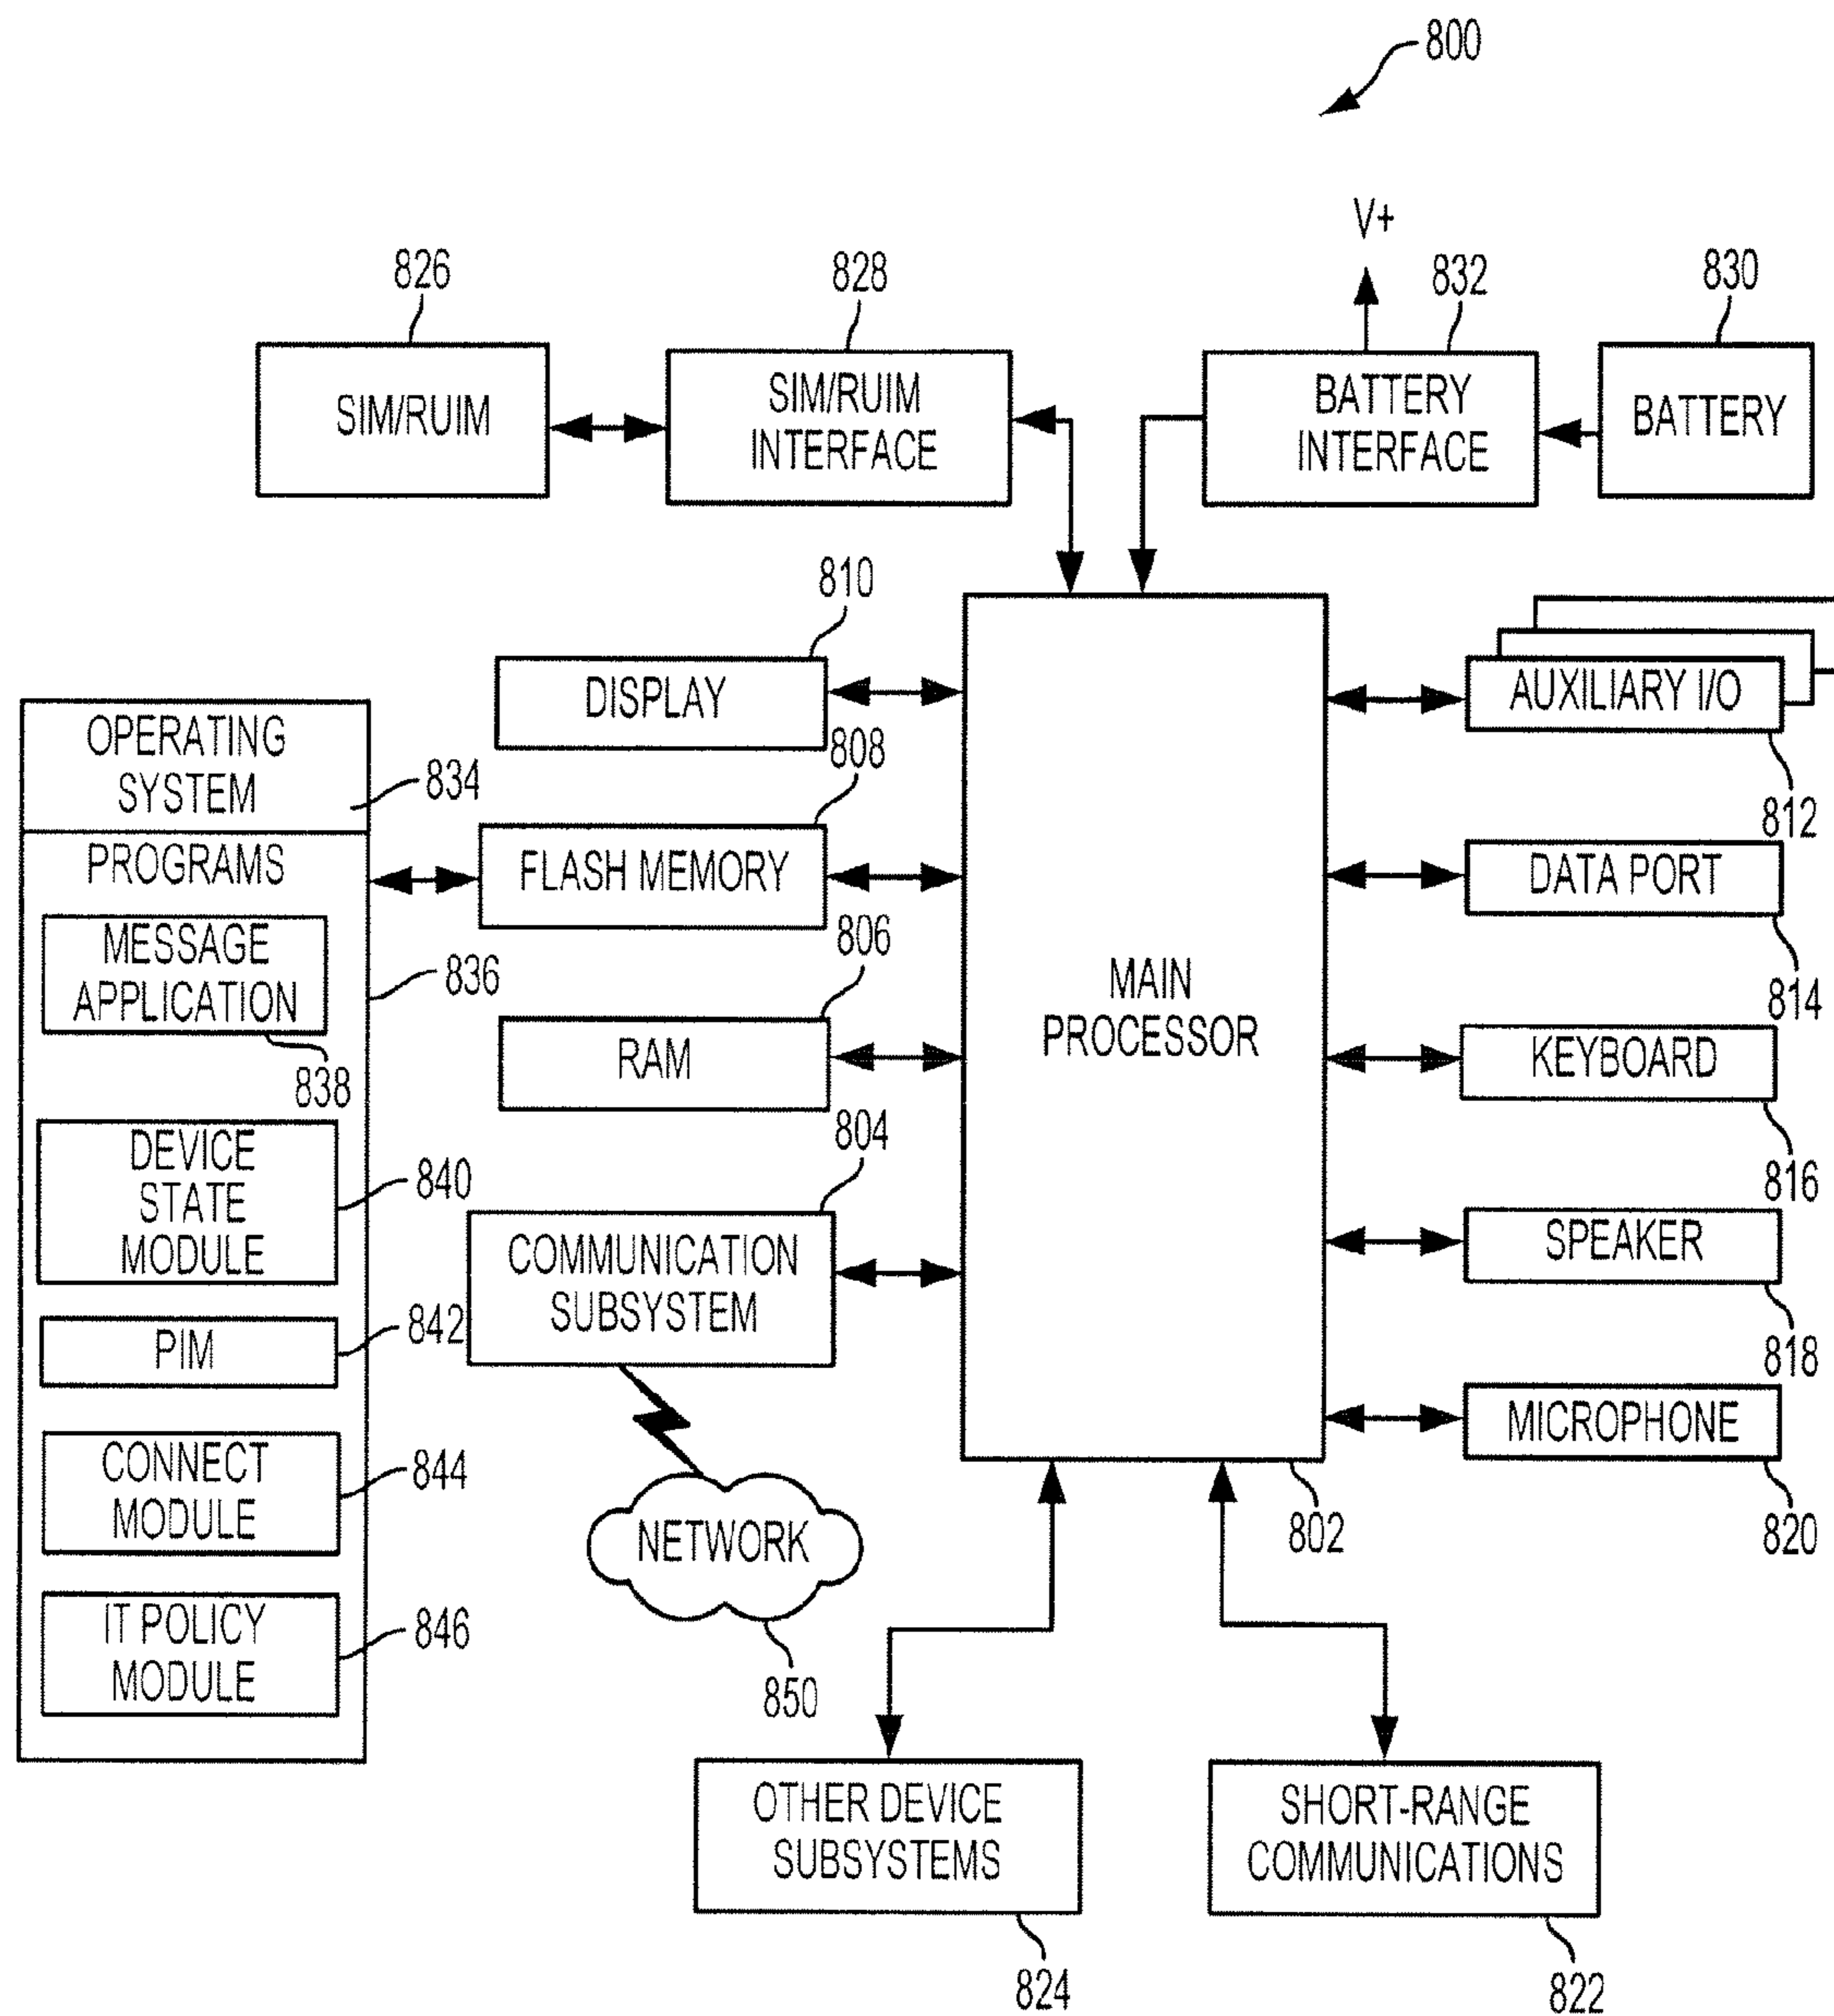 800
V+
826
828
832
830
SIM/RUIM
SIM/RUIM
INTERFACE
BATTERY
INTERFACE
BATTERY
810
DISPLAY
AUXILIARY I/O
812
OPERATING
SYSTEM
834
808
PROGRAMS
FLASH MEMORY
DATA PORT
814
MESSAGE
APPLICATION
836
838
806
RAM
MAIN
PROCESSOR
KEYBOARD
816
804
DEVICE
STATE
MODULE
840
COMMUNICATION
SUBSYSTEM
SPEAKER
818
PIM
842
MICROPHONE
820
CONNECT
MODULE
844
NETWORK
850
802
IT POLICY
MODULE
846
OTHER DEVICE
SUBSYSTEMS
824
SHORT-RANGE
COMMUNICATIONS
822